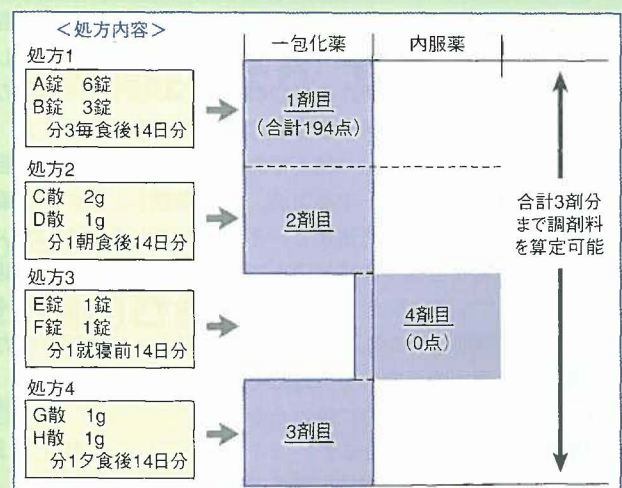 ＜処方内容＞
一包化薬
内服薬
処方1
A錠 6錠
B錠 3錠
分3毎食後14日分
1剤目
(合計194点)
処方2
C散 2g
D散 1g
分1朝食後14日分
2剤目
合計3剤分
まで調剤料
を算定可能
処方3
E錠 1錠
F錠 1錠
分1就寝前14日分
4剤目
(0点)
処方4
G散 1g
H散 1g
分1夕食後14日分
3剤目